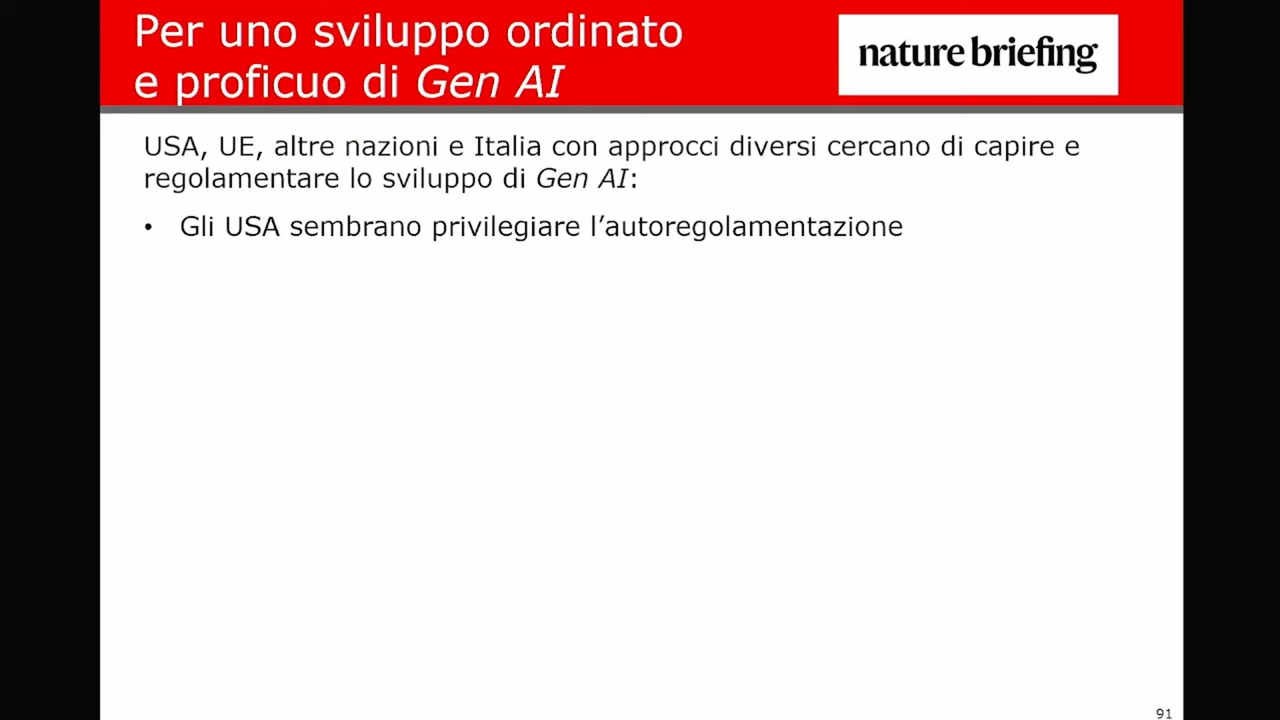 Per uno sviluppo ordinato
e proficuo di Gen AI
nature briefing
USA, UE, altre nazioni e Italia con approcci diversi cercano di capire e
regolamentare lo sviluppo di Gen AI:
• Gli USA sembrano privilegiare l’autoregolamentazione
91